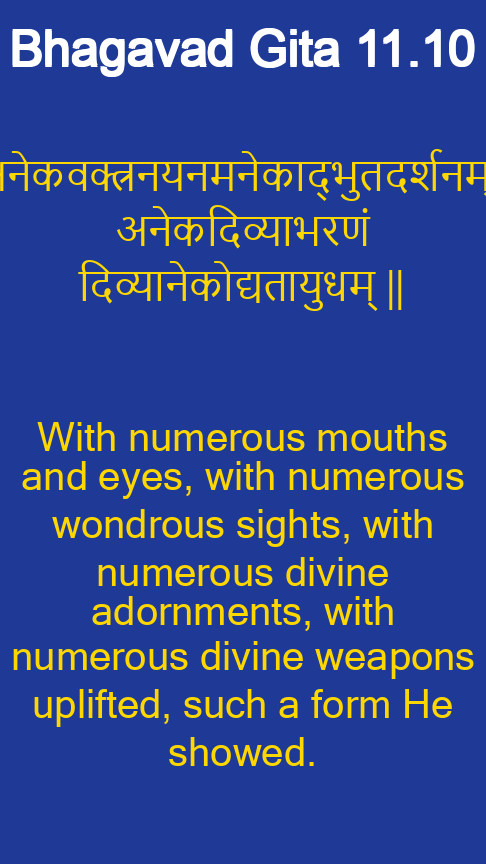 Bhagavad Gita 11.10
नेकवक्त्रनयनमनेकाद्भुतदर्शनम्
अनेकदिव्याभरणं
दिव्यानेकोद्यतायुधम् ||
With numerous mouths
and eyes, with numerous
wondrous sights, with
numerous divine
adornments, with
numerous divine weapons
uplifted, such a form He
showed.